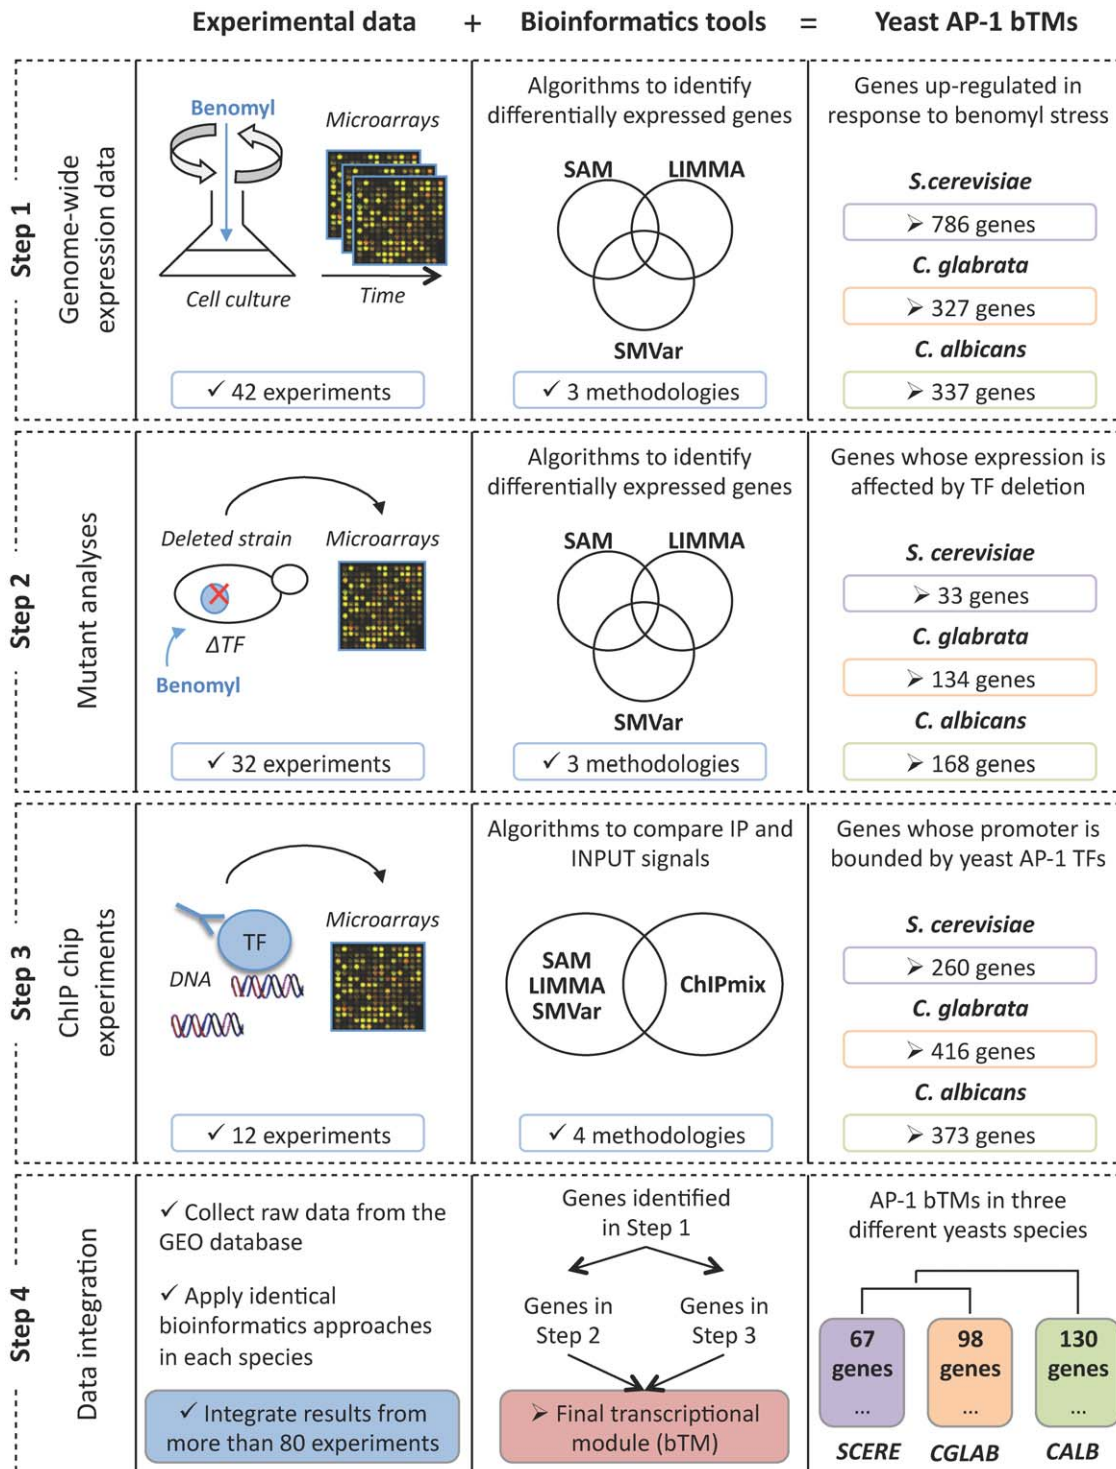 Experimental data + Bioinformatics tools = Yeast AP-1 bTMs
Step 1
Genome-wide
expression data
Benomyl
Microarrays
Cell culture
Time
✓ 42 experiments
Algorithms to identify
differentially expressed genes
SAM
LIMMA
SMVar
✓ 3 methodologies
Genes up-regulated in
response to benomyl stress
S.cerevisiae
➢ 786 genes
C. glabrata
➢ 327 genes
C. albicans
➢ 337 genes
Step 2
Mutant analyses
Deleted strain
Microarrays
ΔTF
Benomyl
✓ 32 experiments
Algorithms to identify
differentially expressed genes
SAM
LIMMA
SMVar
✓ 3 methodologies
Genes whose expression is
affected by TF deletion
S. cerevisiae
➢ 33 genes
C. glabrata
➢ 134 genes
C. albicans
➢ 168 genes
Step 3
ChIP chip
experiments
TF
Microarrays
DNA
✓ 12 experiments
Algorithms to compare IP and
INPUT signals
SAM
LIMMA
SMVar
ChIPmix
✓ 4 methodologies
Genes whose promoter is
bounded by yeast AP-1 TFs
S. cerevisiae
➢ 260 genes
C. glabrata
➢ 416 genes
C. albicans
➢ 373 genes
Step 4
Data integration
✓ Collect raw data from the
GEO database
✓ Apply identical
bioinformatics approaches
in each species
✓ Integrate results from
more than 80 experiments
Genes identified
in Step 1
Genes in
Step 2
Genes in
Step 3
➢ Final transcriptional
module (bTM)
AP-1 bTMs in three
different yeasts species
67
genes
...
98
genes
...
130
genes
...
SCERE
CGLAB
CALB